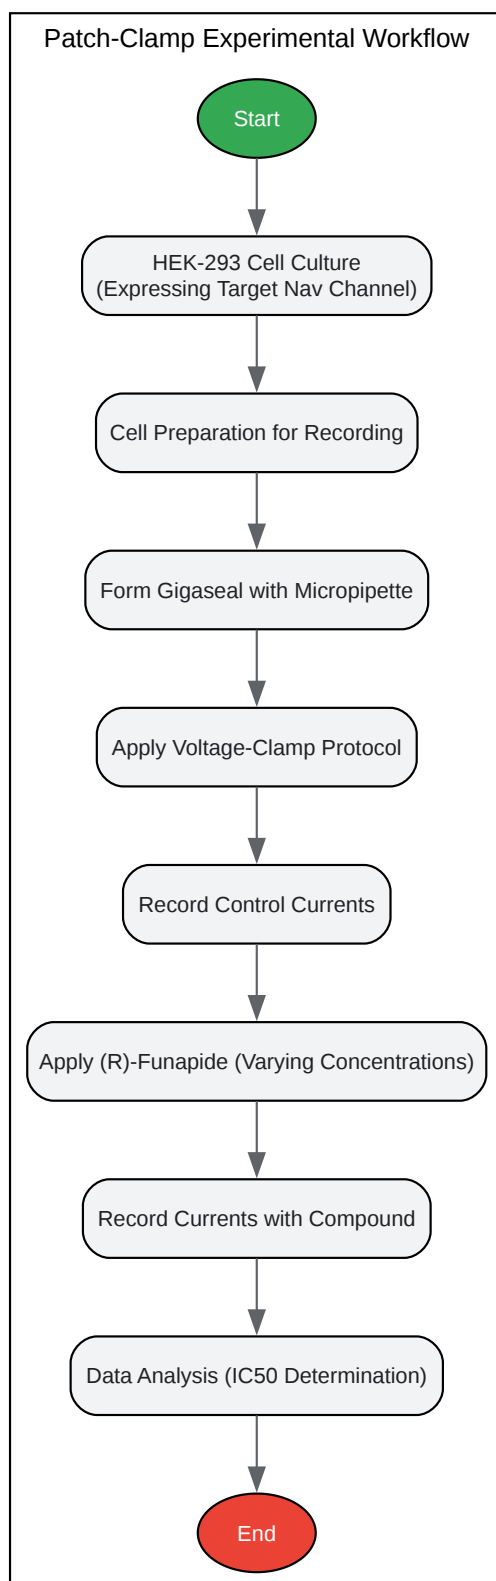 Patch-Clamp Experimental Workflow
Start
HEK-293 Cell Culture
(Expressing Target Nav Channel)
Cell Preparation for Recording
Form Gigaseal with Micropipette
Apply Voltage-Clamp Protocol
Record Control Currents
Apply (R)-Funapide (Varying Concentrations)
Record Currents with Compound
Data Analysis (IC50 Determination)
End